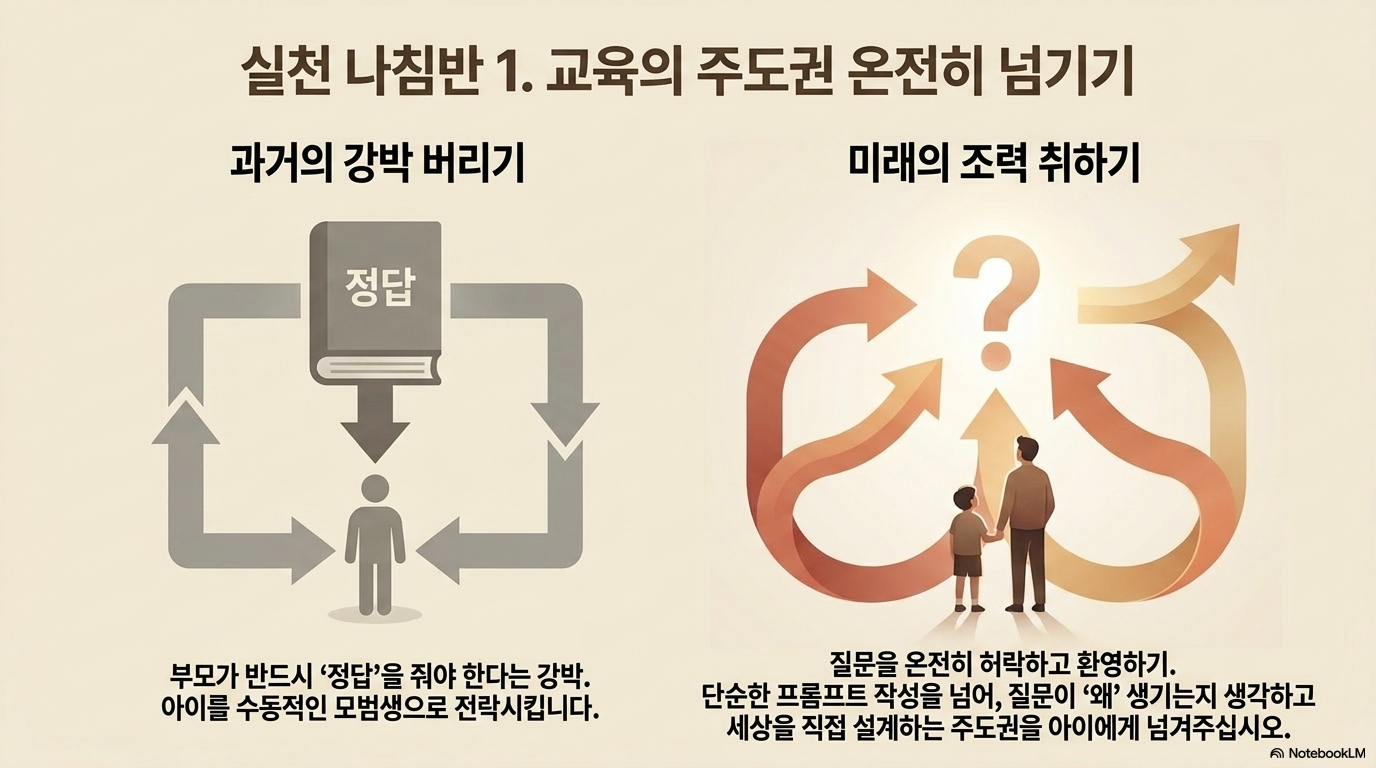 실천 나침반 1. 교육의 주도권 온전히 넘기기
과거의 강박 버리기
정답
부모가 반드시 ‘정답’을 줘야 한다는 강박.
아이를 수동적인 모범생으로 전락시킵니다.
미래의 조력 취하기
?
질문을 온전히 허락하고 환영하기.
단순한 프롬프트 작성을 넘어, 질문이 ‘왜’ 생기는지 생각하고
세상을 직접 설계하는 주도권을 아이에게 넘겨주십시오.
NotebookLM